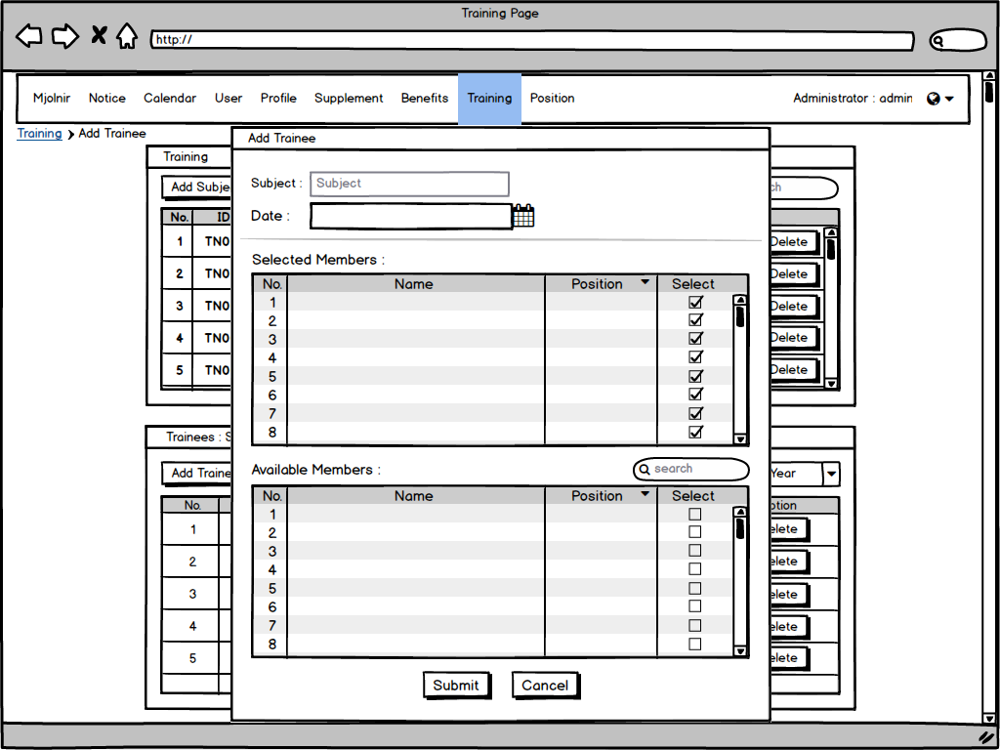 Training Page
http://
Mjolnir Notice Calendar User Profile Supplement Benefits Training Position Administrator : admin
Training Add Trainee
Add Trainee
Training
Subject : Subject
Add Subje
Date :
No. ID
1 TN0 Delete
2 TN0 Delete
3 TN0 Delete
4 TN0 Delete
5 TN0 Delete
Selected Members :
No. Name Position Select
1
2
3
4
5
6
7
8
Trainees : S
Add Traine Year
No. ption
1 elete
2 elete
3 elete
4 elete
5 elete
Available Members : search
No. Name Position Select
1
2
3
4
5
6
7
8
Submit Cancel